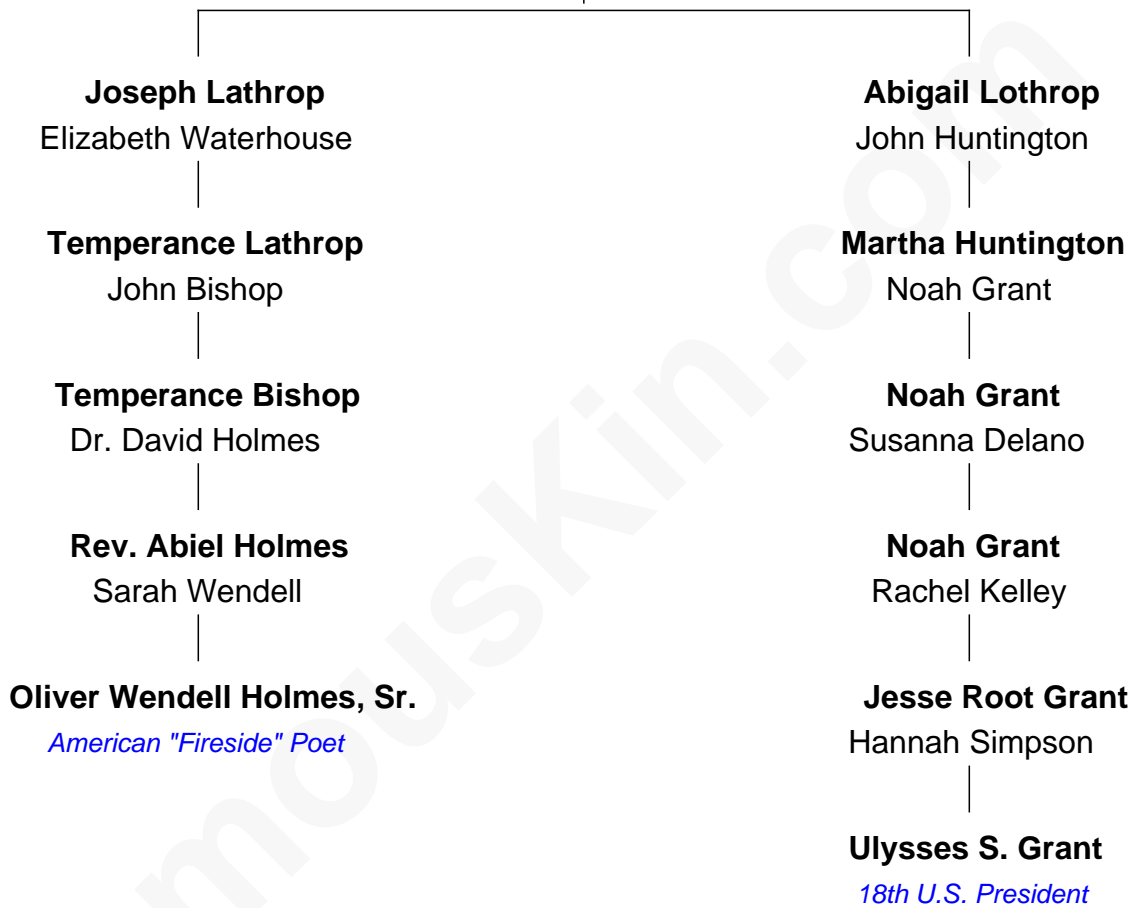 Joseph Lathrop
Elizabeth Waterhouse
Abigail Lothrop
John Huntington
Temperance Lathrop
John Bishop
Martha Huntington
Noah Grant
Temperance Bishop
Dr. David Holmes
Noah Grant
Susanna Delano
Rev. Abiel Holmes
Sarah Wendell
Noah Grant
Rachel Kelley
Oliver Wendell Holmes, Sr.
American "Fireside" Poet
Jesse Root Grant
Hannah Simpson
Ulysses S. Grant
18th U.S. President
mousKin.com